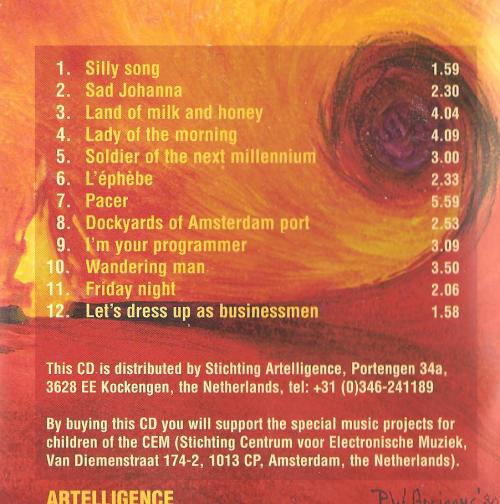 1. Silly song 1.59
2. Sad Johanna 2.30
3. Land of milk and honey 4.04
4. Lady of the morning 4.09
5. Soldier of the next millennium 3.00
6. L'éphèbe 2.33
7. Pacer 5.59
8. Dockyards of Amsterdam port 2.53
9. I'm your programmer 3.09
10. Wandering man 3.50
11. Friday night 2.06
12. Let's dress up as businessmen 1.58
This CD is distributed by Stichting Artelligence, Portengen 34a,
3628 EE Kockengen, the Netherlands, tel: +31 (0)346-241189
By buying this CD you will support the special music projects for
children of the CEM (Stichting Centrum voor Electronische Muziek,
Van Diemenstraat 174-2, 1013 CP, Amsterdam, the Netherlands).
ARTELLIGENCE